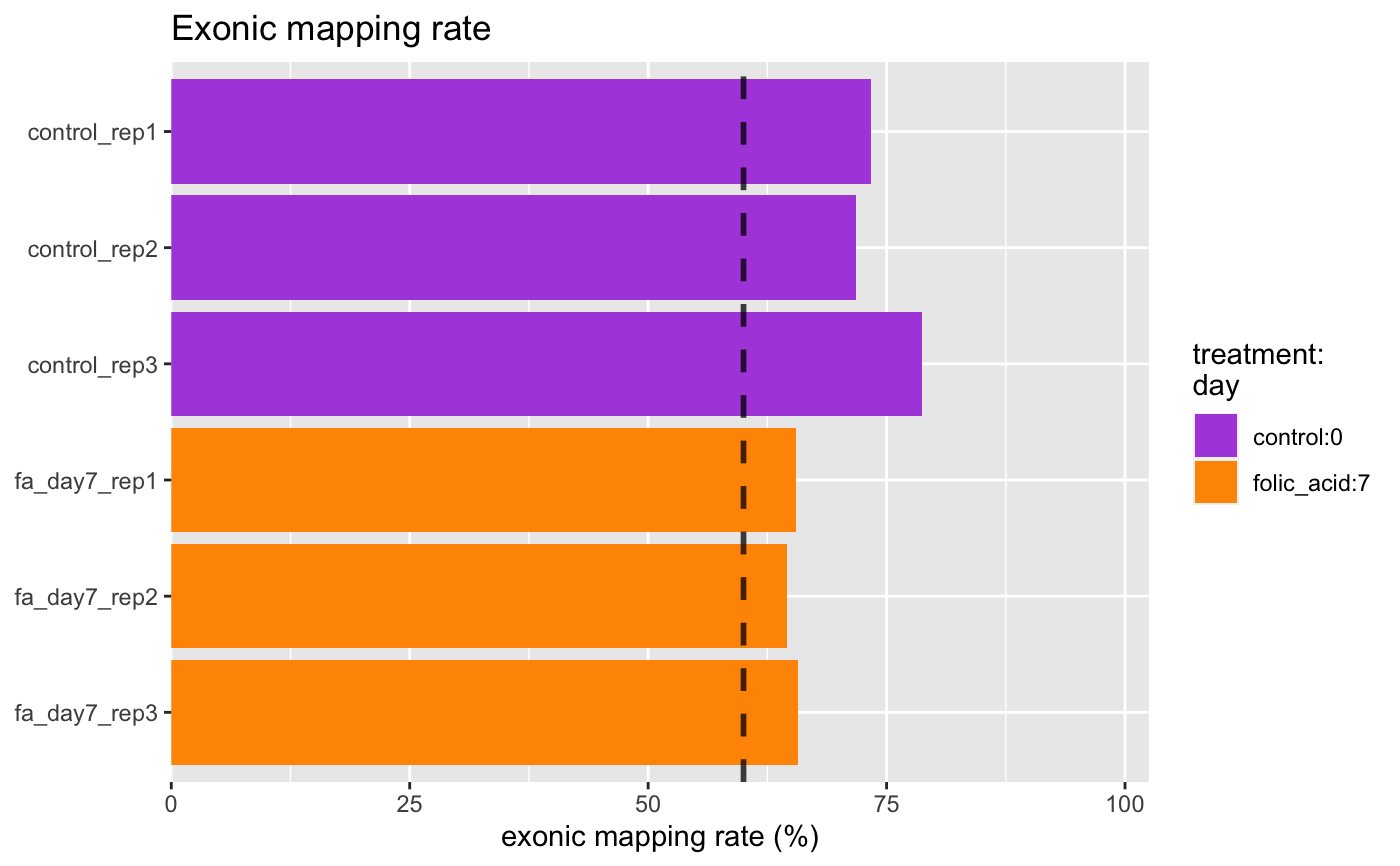 Exonic mapping rate
control_rep1
control_rep2
control_rep3
fa_day7_rep1
fa_day7_rep2
fa_day7_rep3
0 25 50 75 100
exonic mapping rate (%)
treatment:
day
control:0
folic_acid:7